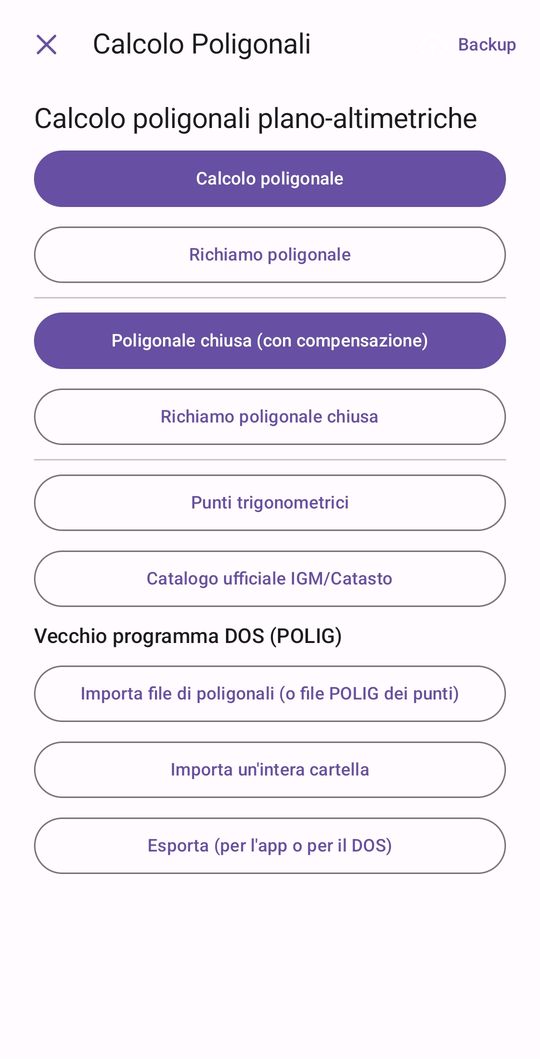 Calcolo Poligonali
Backup
Calcolo poligonali plano-altimetriche
Calcolo poligonale
Richiamo poligonale
Poligonale chiusa (con compensazione)
Richiamo poligonale chiusa
Punti trigonometrici
Catalogo ufficiale IGM/Catasto
Vecchio programma DOS (POLIG)
Importa file di poligonali (o file POLIG dei punti)
Importa un'intera cartella
Esporta (per l'app o per il DOS)